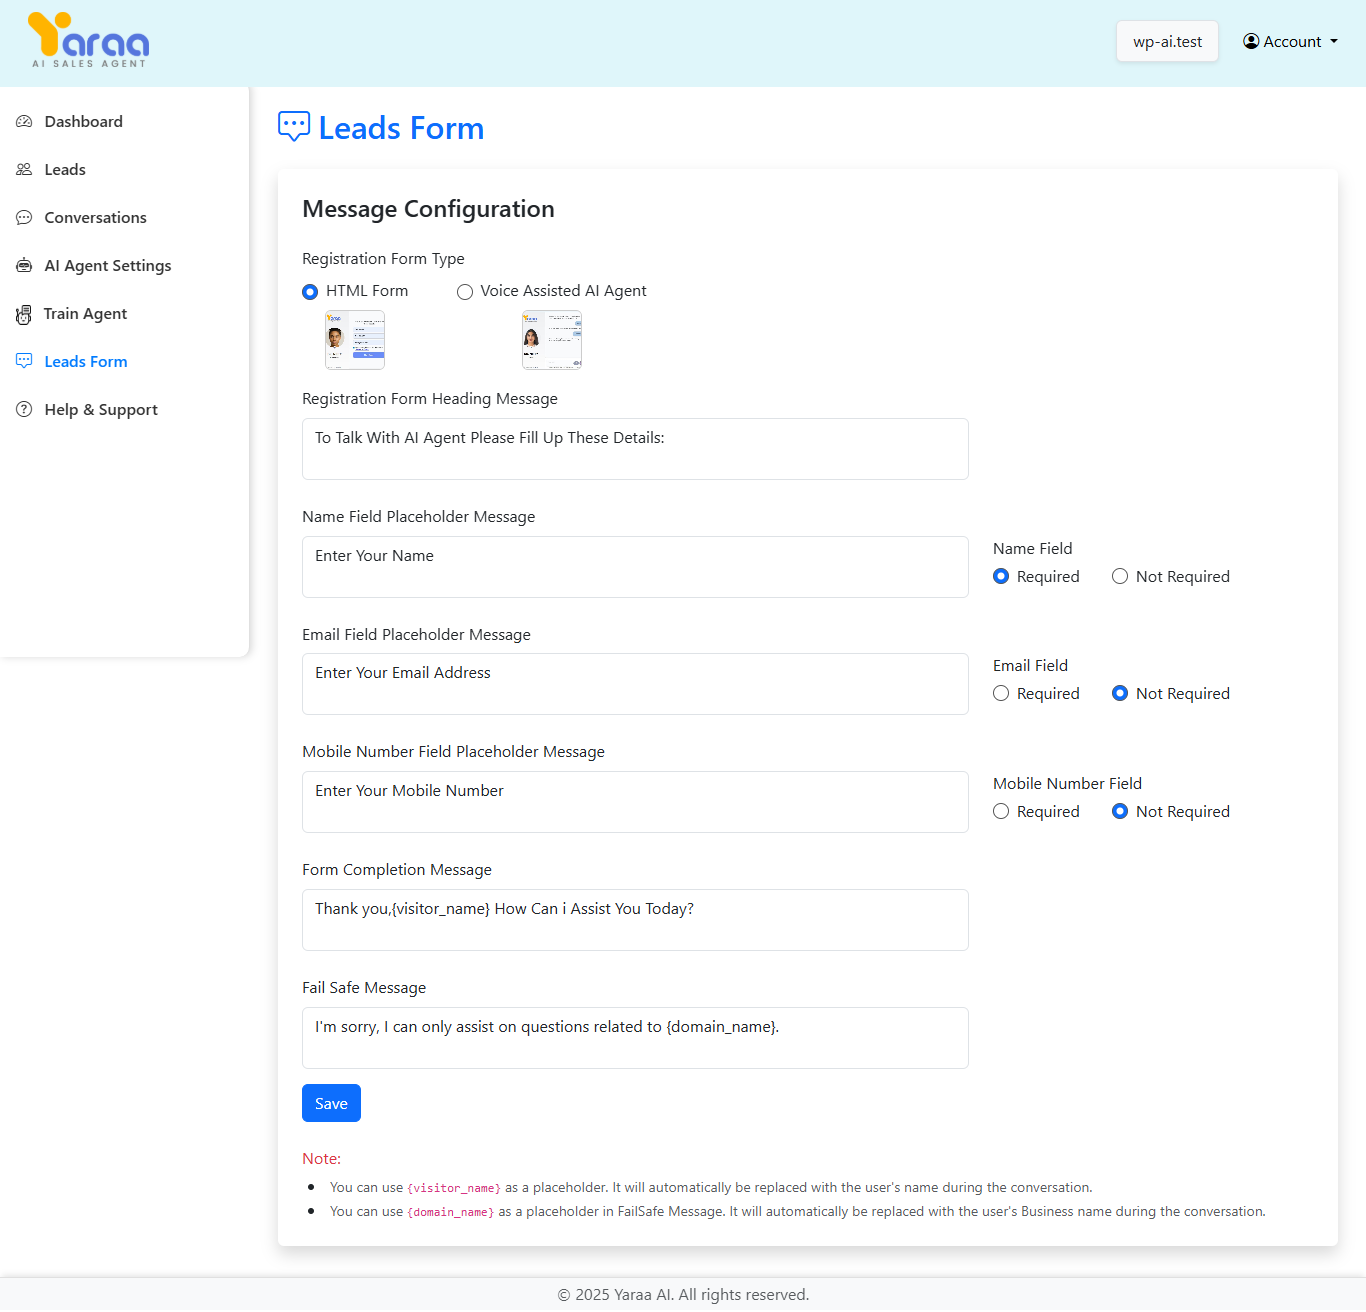 Yaraa
AI SALES AGENT
wp-ai.test
Account
Dashboard
Leads
Conversations
AI Agent Settings
Train Agent
Leads Form
Help & Support
Leads Form
Message Configuration
Registration Form Type
HTML Form
Voice Assisted AI Agent
Registration Form Heading Message
To Talk With AI Agent Please Fill Up These Details:
Name Field Placeholder Message
Enter Your Name
Name Field
Required Not Required
Email Field Placeholder Message
Enter Your Email Address
Email Field
Required Not Required
Mobile Number Field Placeholder Message
Enter Your Mobile Number
Mobile Number Field
Required Not Required
Form Completion Message
Thank you,{visitor_name} How Can i Assist You Today?
Fail Safe Message
I'm sorry, I can only assist on questions related to {domain_name}.
Save
Note:
You can use {visitor_name} as a placeholder. It will automatically be replaced with the user's name during the conversation.
You can use {domain_name} as a placeholder in FailSafe Message. It will automatically be replaced with the user's Business name during the conversation.
© 2025 Yaraa AI. All rights reserved.